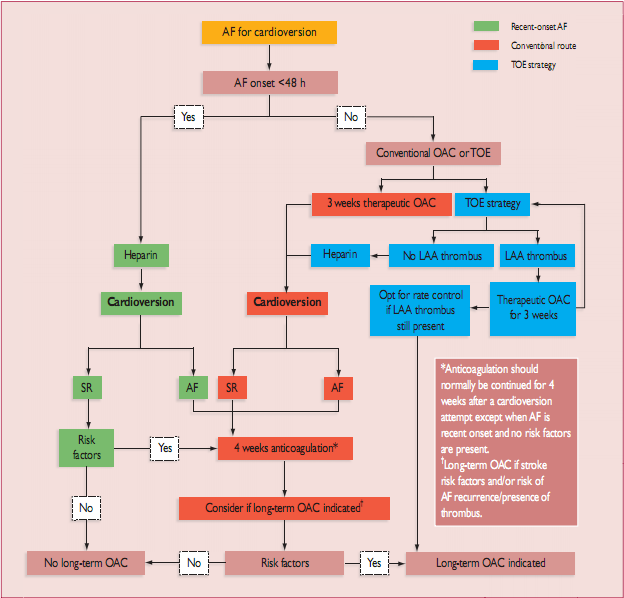 AF for cardioversion
Recent-onset AF
Conventional route
TOE strategy
AF onset <48 h
Yes
No
Conventional OAC or TOE
3 weeks therapeutic OAC
TOE strategy
Heparin
Heparin
No LAA thrombus
LAA thrombus
Cardioversion
Cardioversion
Opt for rate control
if LAA thrombus
still present
Therapeutic OAC
for 3 weeks
SR
AF
SR
AF
*Anticoagulation should
normally be continued for 4
weeks after a cardioversion
attempt except when AF is
recent onset and no risk factors
are present.
†Long-term OAC if stroke
risk factors and/or risk of
AF recurrence/presence of
thrombus.
Risk
factors
Yes
4 weeks anticoagulation*
No
Consider if long-term OAC indicated†
No long-term OAC
No
Risk factors
Yes
Long-term OAC indicated